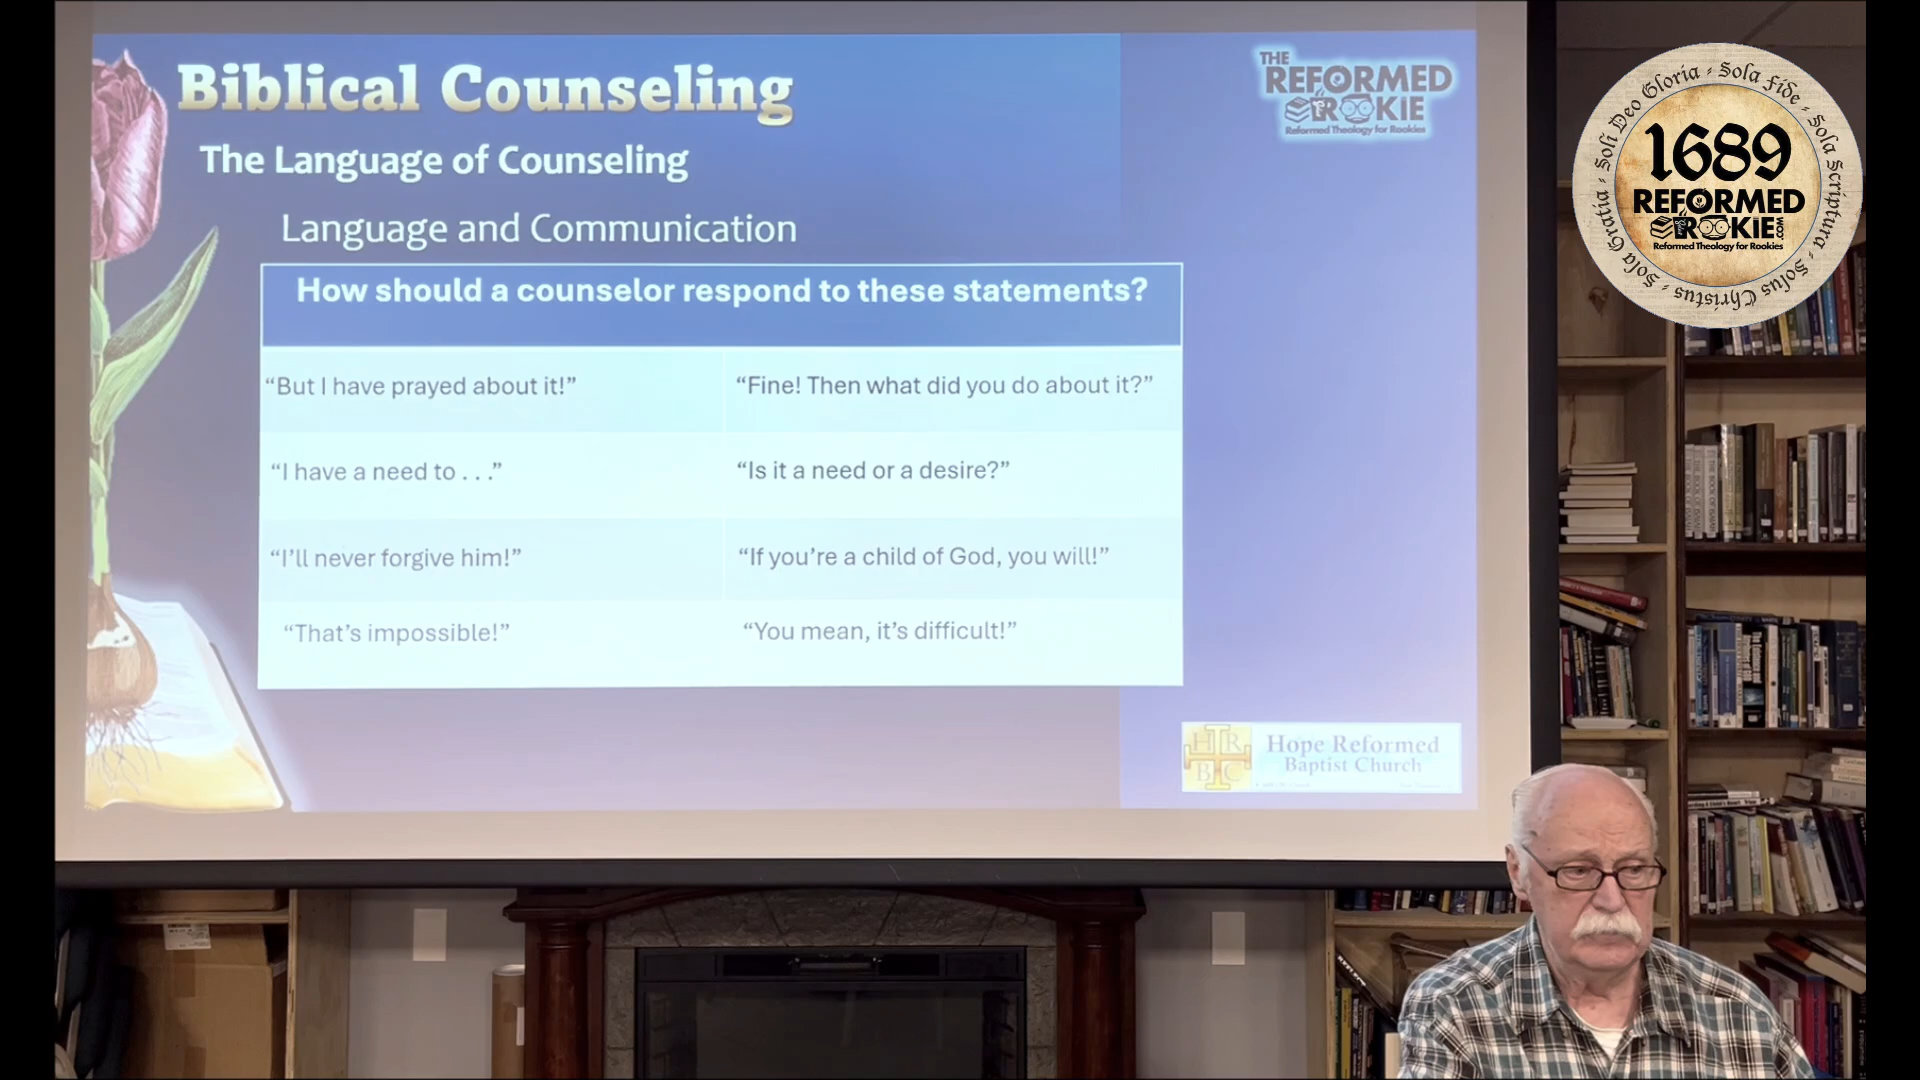 Biblical Counseling
The Language of Counseling
Language and Communication
How should a counselor respond to these statements?
“But I have prayed about it!” “Fine! Then what did you do about it?”
“I have a need to . . .” “Is it a need or a desire?”
“I’ll never forgive him!” “If you’re a child of God, you will!”
“That’s impossible!” “You mean, it’s difficult!”
THE
REFORMED
ROOKIE
Reformed Theology for Rookies
HRBC
Hope Reformed
Baptist Church
Sola Gratia - Soli Deo Gloria - Sola Fide - Sola Scriptura - Solus Christus -
1689
REFORMED
ROOKIE.COM
Reformed Theology for Rookies